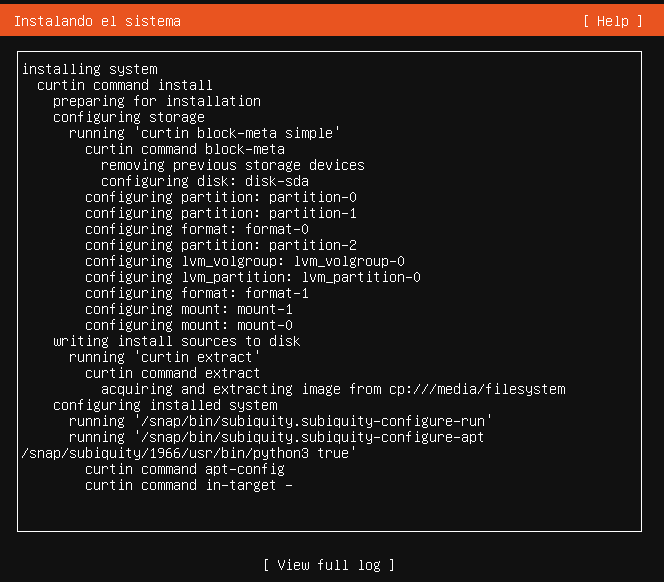 Instalando el sistema [ Help ]
installing system
curtin command install
preparing for installation
configuring storage
running 'curtin block-meta simple'
curtin command block-meta
removing previous storage devices
configuring disk: disk-sda
configuring partition: partition-0
configuring partition: partition-1
configuring format: format-0
configuring partition: partition-2
configuring lvm_volgroup: lvm_volgroup-0
configuring lvm_partition: lvm_partition-0
configuring format: format-1
configuring mount: mount-1
configuring mount: mount-0
writing install sources to disk
running 'curtin extract'
curtin command extract
acquiring and extracting image from cp:///media/filesystem
configuring installed system
running '/snap/bin/subiquity.subiquity-configure-run'
running '/snap/bin/subiquity.subiquity-configure-apt
/snap/subiquity/1966/usr/bin/python3 true'
curtin command apt-config
curtin command in-target -
[ View full log ]